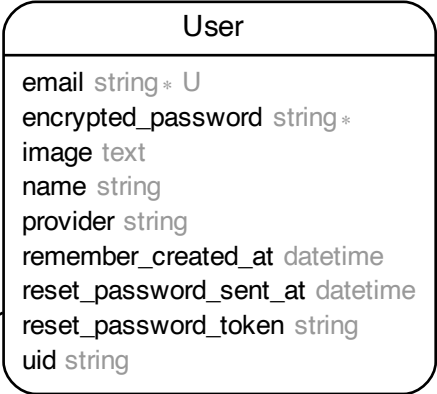 User
email string* U
encrypted_password string*
image text
name string
provider string
remember_created_at datetime
reset_password_sent_at datetime
reset_password_token string
uid string